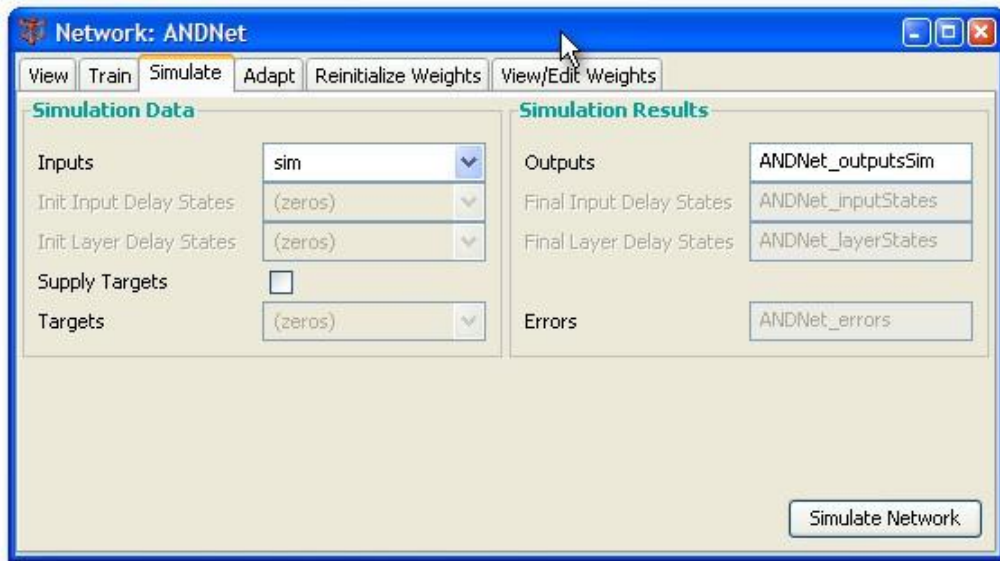 Network: ANDNet
View Train Simulate Adapt Reinitialize Weights View/Edit Weights
Simulation Data
Inputs sim
Init Input Delay States (zeros)
Init Layer Delay States (zeros)
Supply Targets
Targets (zeros)
Simulation Results
Outputs ANDNet_outputsSim
Final Input Delay States ANDNet_inputStates
Final Layer Delay States ANDNet_layerStates
Errors ANDNet_errors
Simulate Network